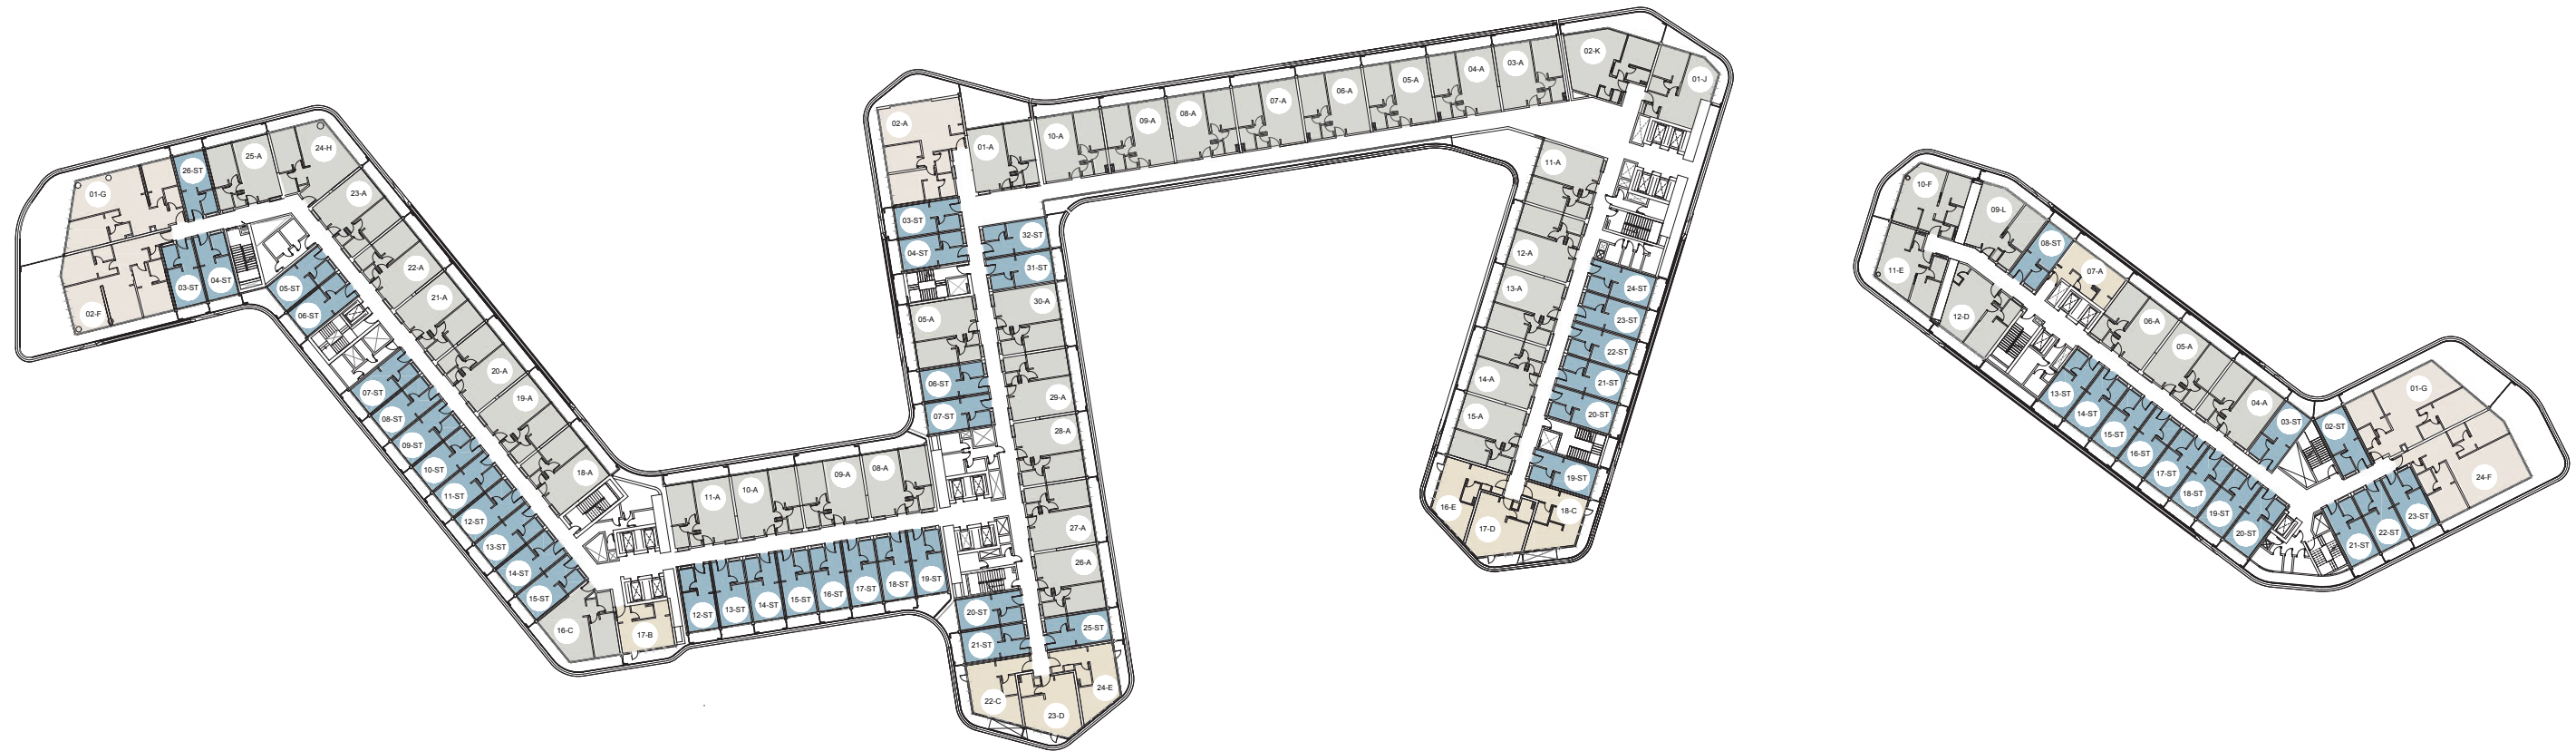 01-G
26-ST
25-A
24-H
23-A
22-A
21-A
20-A
19-A
18-A
02-F
03-ST
04-ST
05-ST
06-ST
07-ST
08-ST
09-ST
10-ST
11-ST
12-ST
13-ST
14-ST
15-ST
16-C
17-B
11-A
10-A
09-A
08-A
12-ST
13-ST
14-ST
15-ST
16-ST
17-ST
18-ST
19-ST
02-A
01-A
03-ST
04-ST
05-A
06-ST
07-ST
32-ST
31-ST
30-A
29-A
28-A
27-A
26-A
25-ST
20-ST
21-ST
22-C
23-D
24-E
10-A
09-A
08-A
07-A
06-A
05-A
04-A
03-A
02-K
01-J
11-A
12-A
13-A
14-A
15-A
24-ST
23-ST
22-ST
21-ST
20-ST
19-ST
16-E
17-D
18-C
10-F
09-L
08-ST
07-A
11-E
12-D
06-A
05-A
04-A
03-ST
02-ST
01-G
13-ST
14-ST
15-ST
16-ST
17-ST
18-ST
19-ST
20-ST
21-ST
22-ST
23-ST
24-F